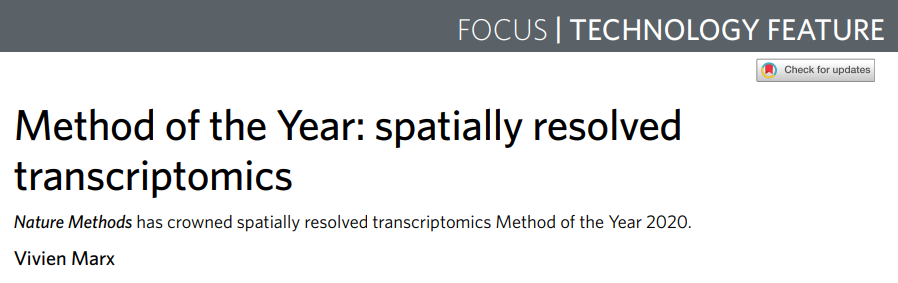 FOCUS | TECHNOLOGY FEATURE
Check for updates
Method of the Year: spatially resolved
transcriptomics
Nature Methods has crowned spatially resolved transcriptomics Method of the Year 2020.
Vivien Marx